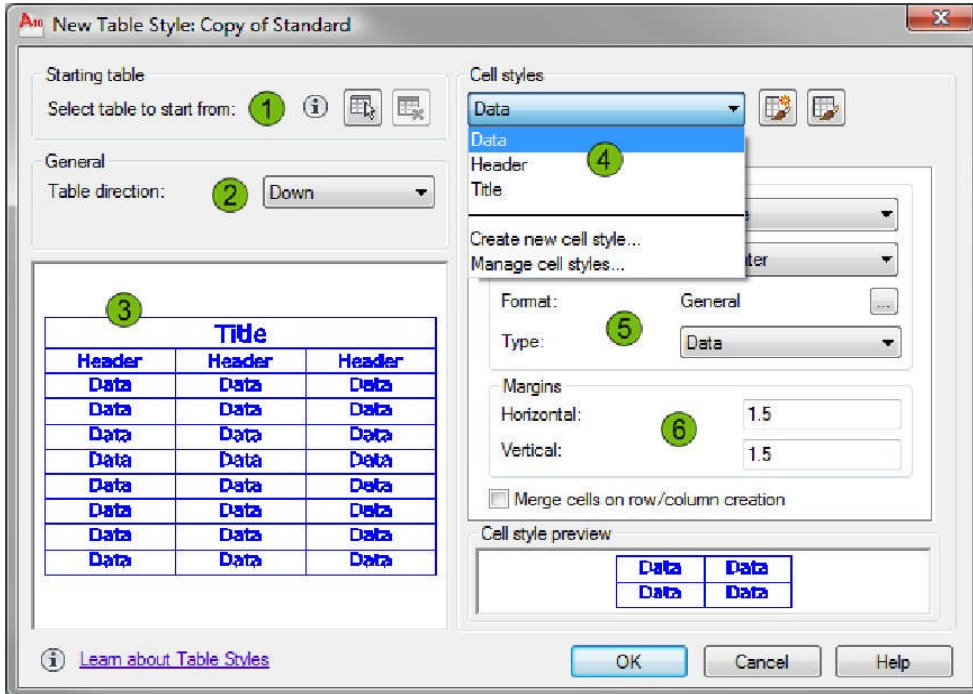 A10 New Table Style: Copy of Standard
Starting table
Select table to start from: 1
General
Table direction: 2 Down
3
Title
Header Header Header
Data Data Data
Data Data Data
Data Data Data
Data Data Data
Data Data Data
Data Data Data
Data Data Data
Data Data Data
Learn about Table Styles
Cell styles
Data
Data
Header 4
Title
Create new cell style...
Manage cell styles...
Format: General ...
Type: 5 Data
Margins
Horizontal: 1.5
6
Vertical: 1.5
Merge cells on row/column creation
Cell style preview
Data Data
Data Data
OK Cancel Help